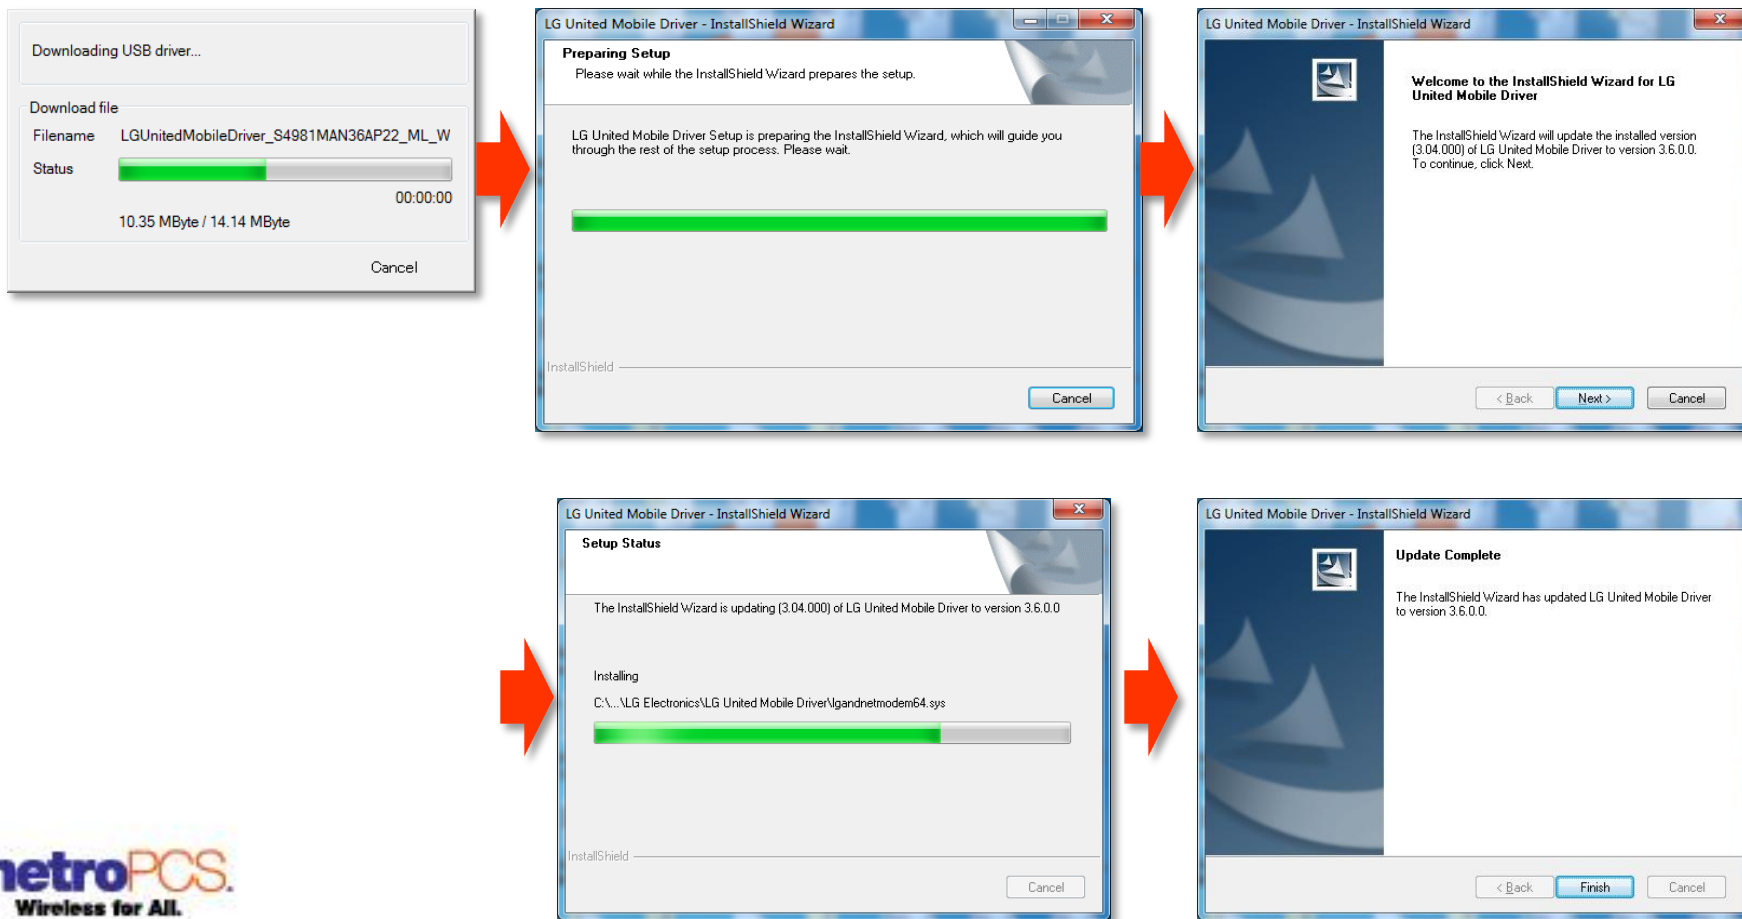 Downloading USB driver...
Download file
Filename LGUnitedMobileDriver_S4981MAN36AP22_ML_W
Status
00:00:00
10.35 MByte / 14.14 MByte
Cancel
LG United Mobile Driver - InstallShield Wizard
Preparing Setup
Please wait while the InstallShield Wizard prepares the setup.
LG United Mobile Driver Setup is preparing the InstallShield Wizard, which will guide you
through the rest of the setup process. Please wait.
InstallShield
Cancel
LG United Mobile Driver - InstallShield Wizard
Welcome to the InstallShield Wizard for LG
United Mobile Driver
The InstallShield Wizard will update the installed version
(3.04.000) of LG United Mobile Driver to version 3.6.0.0.
To continue, click Next.
< Back Next > Cancel
LG United Mobile Driver - InstallShield Wizard
Setup Status
The InstallShield Wizard is updating (3.04.000) of LG United Mobile Driver to version 3.6.0.0
Installing
C:\...\LG Electronics\LG United Mobile Driver\lgandnetmodem64.sys
InstallShield
Cancel
LG United Mobile Driver - InstallShield Wizard
Update Complete
The InstallShield Wizard has updated LG United Mobile Driver
to version 3.6.0.0.
< Back Finish Cancel
metroPCS.
Wireless for All.